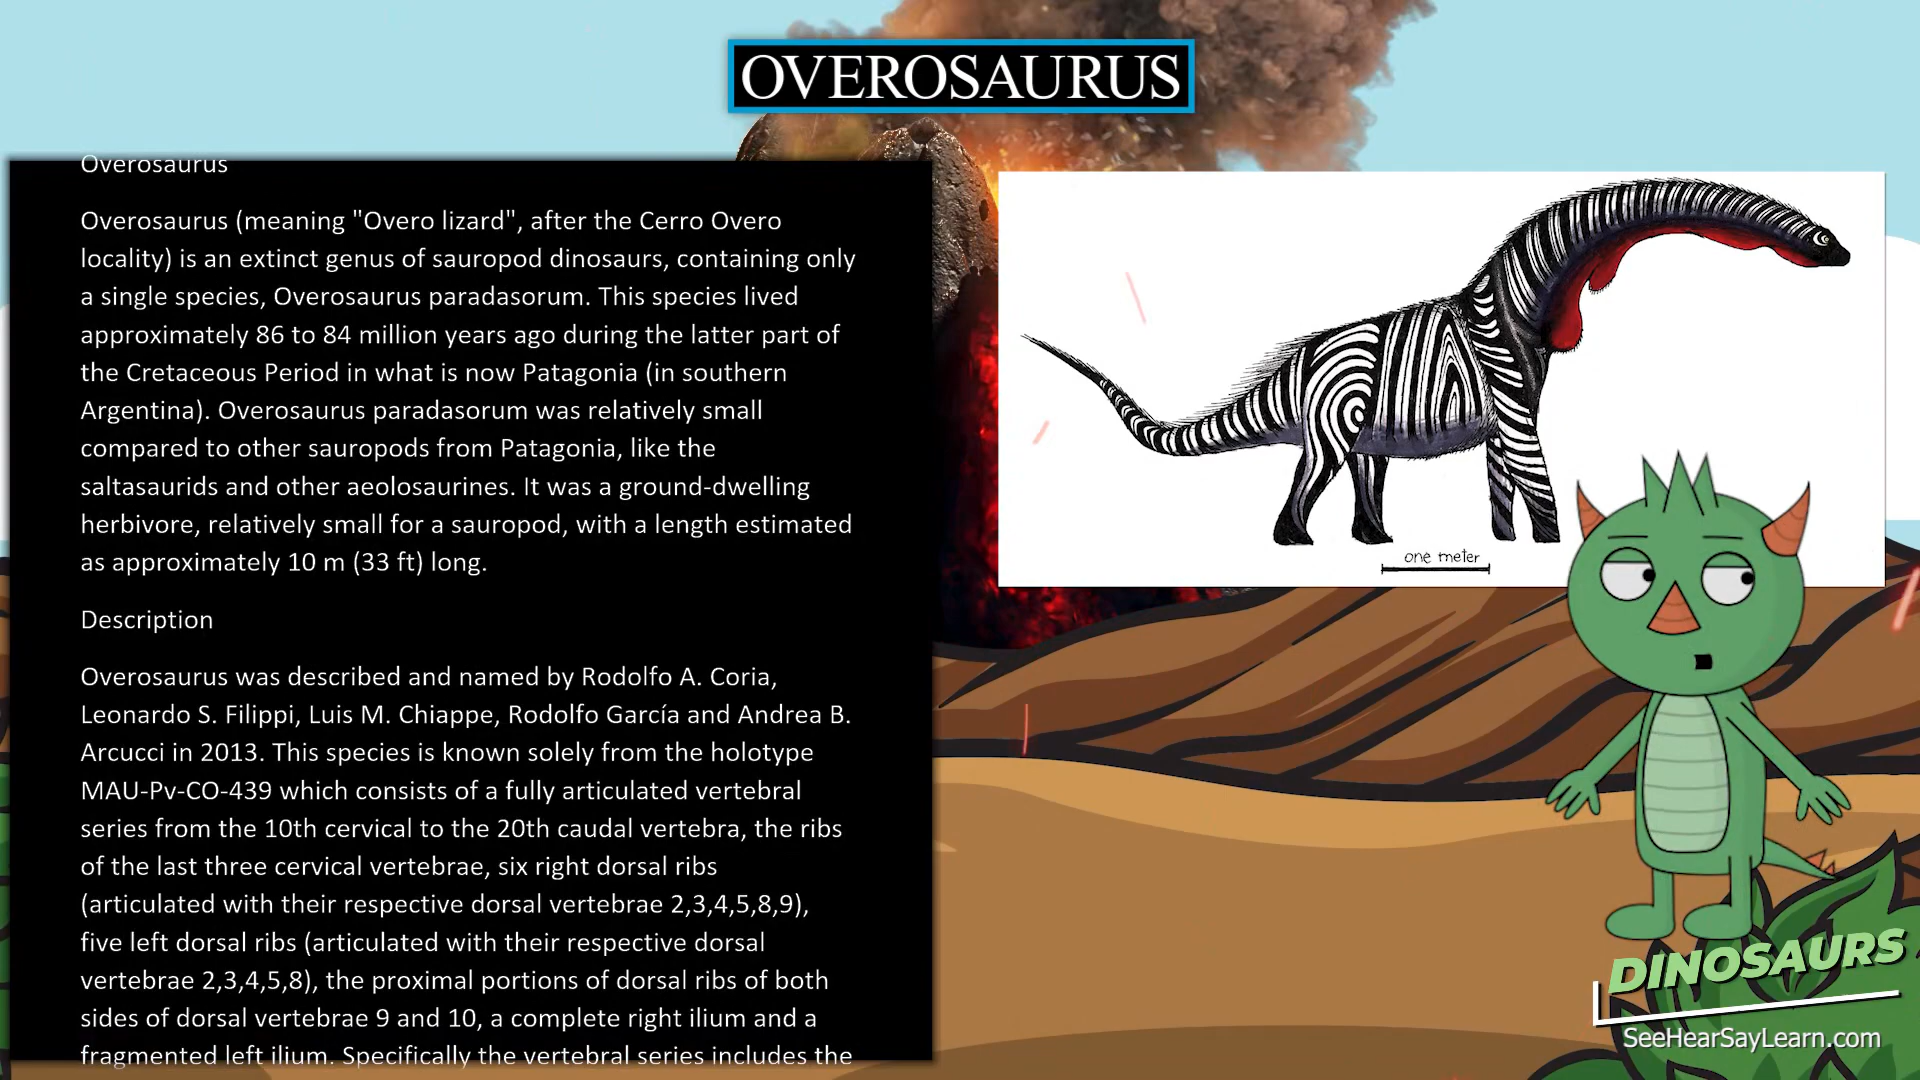 OVEROSAURUS
Overosaurus
Overosaurus (meaning "Overo lizard", after the Cerro Overo
locality) is an extinct genus of sauropod dinosaurs, containing only
a single species, Overosaurus paradasorum. This species lived
approximately 86 to 84 million years ago during the latter part of
the Cretaceous Period in what is now Patagonia (in southern
Argentina). Overosaurus paradasorum was relatively small
compared to other sauropods from Patagonia, like the
saltasaurids and other aeolosaurines. It was a ground-dwelling
herbivore, relatively small for a sauropod, with a length estimated
as approximately 10 m (33 ft) long.
Description
Overosaurus was described and named by Rodolfo A. Coria,
Leonardo S. Filippi, Luis M. Chiappe, Rodolfo García and Andrea B.
Arcucci in 2013. This species is known solely from the holotype
MAU-Pv-CO-439 which consists of a fully articulated vertebral
series from the 10th cervical to the 20th caudal vertebra, the ribs
of the last three cervical vertebrae, six right dorsal ribs
(articulated with their respective dorsal vertebrae 2,3,4,5,8,9),
five left dorsal ribs (articulated with their respective dorsal
vertebrae 2,3,4,5,8), the proximal portions of dorsal ribs of both
sides of dorsal vertebrae 9 and 10, a complete right ilium and a
fragmented left ilium. Specifically the vertebral series includes the
one meter
DINOSAURS
SeeHearSayLearn.com